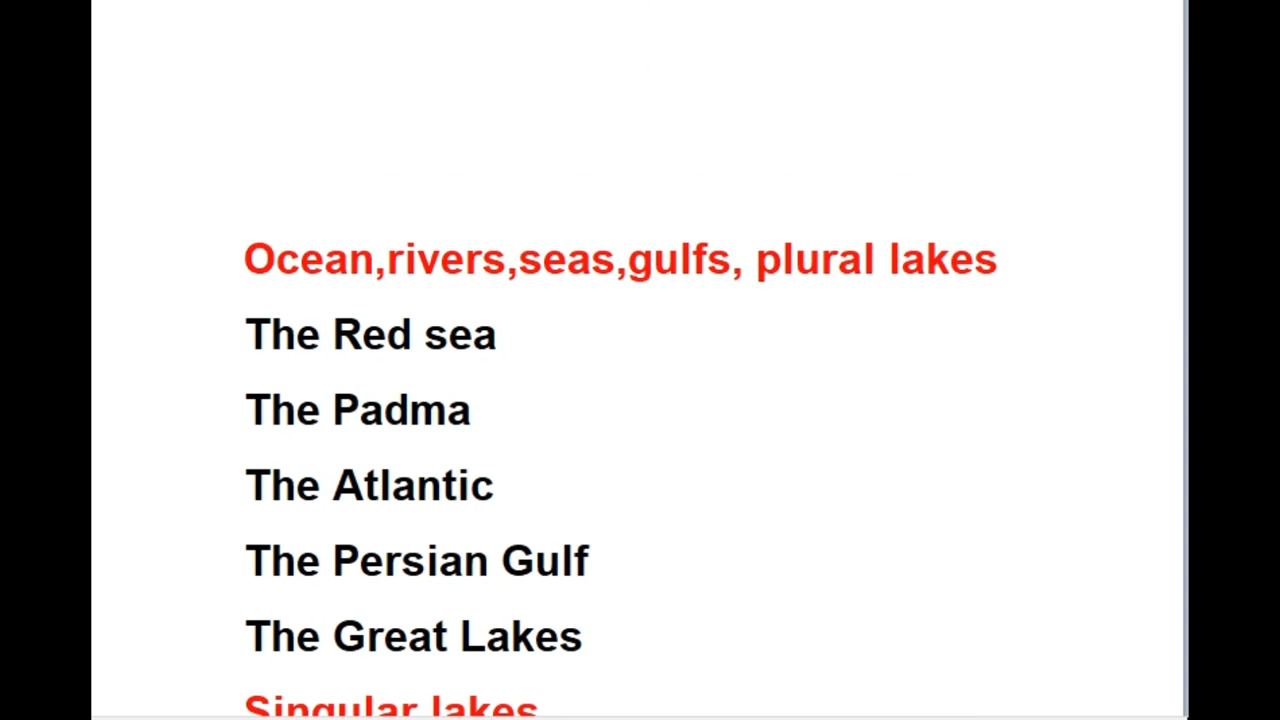 Ocean,rivers,seas,gulfs, plural lakes
The Red sea
The Padma
The Atlantic
The Persian Gulf
The Great Lakes
Singular lakes